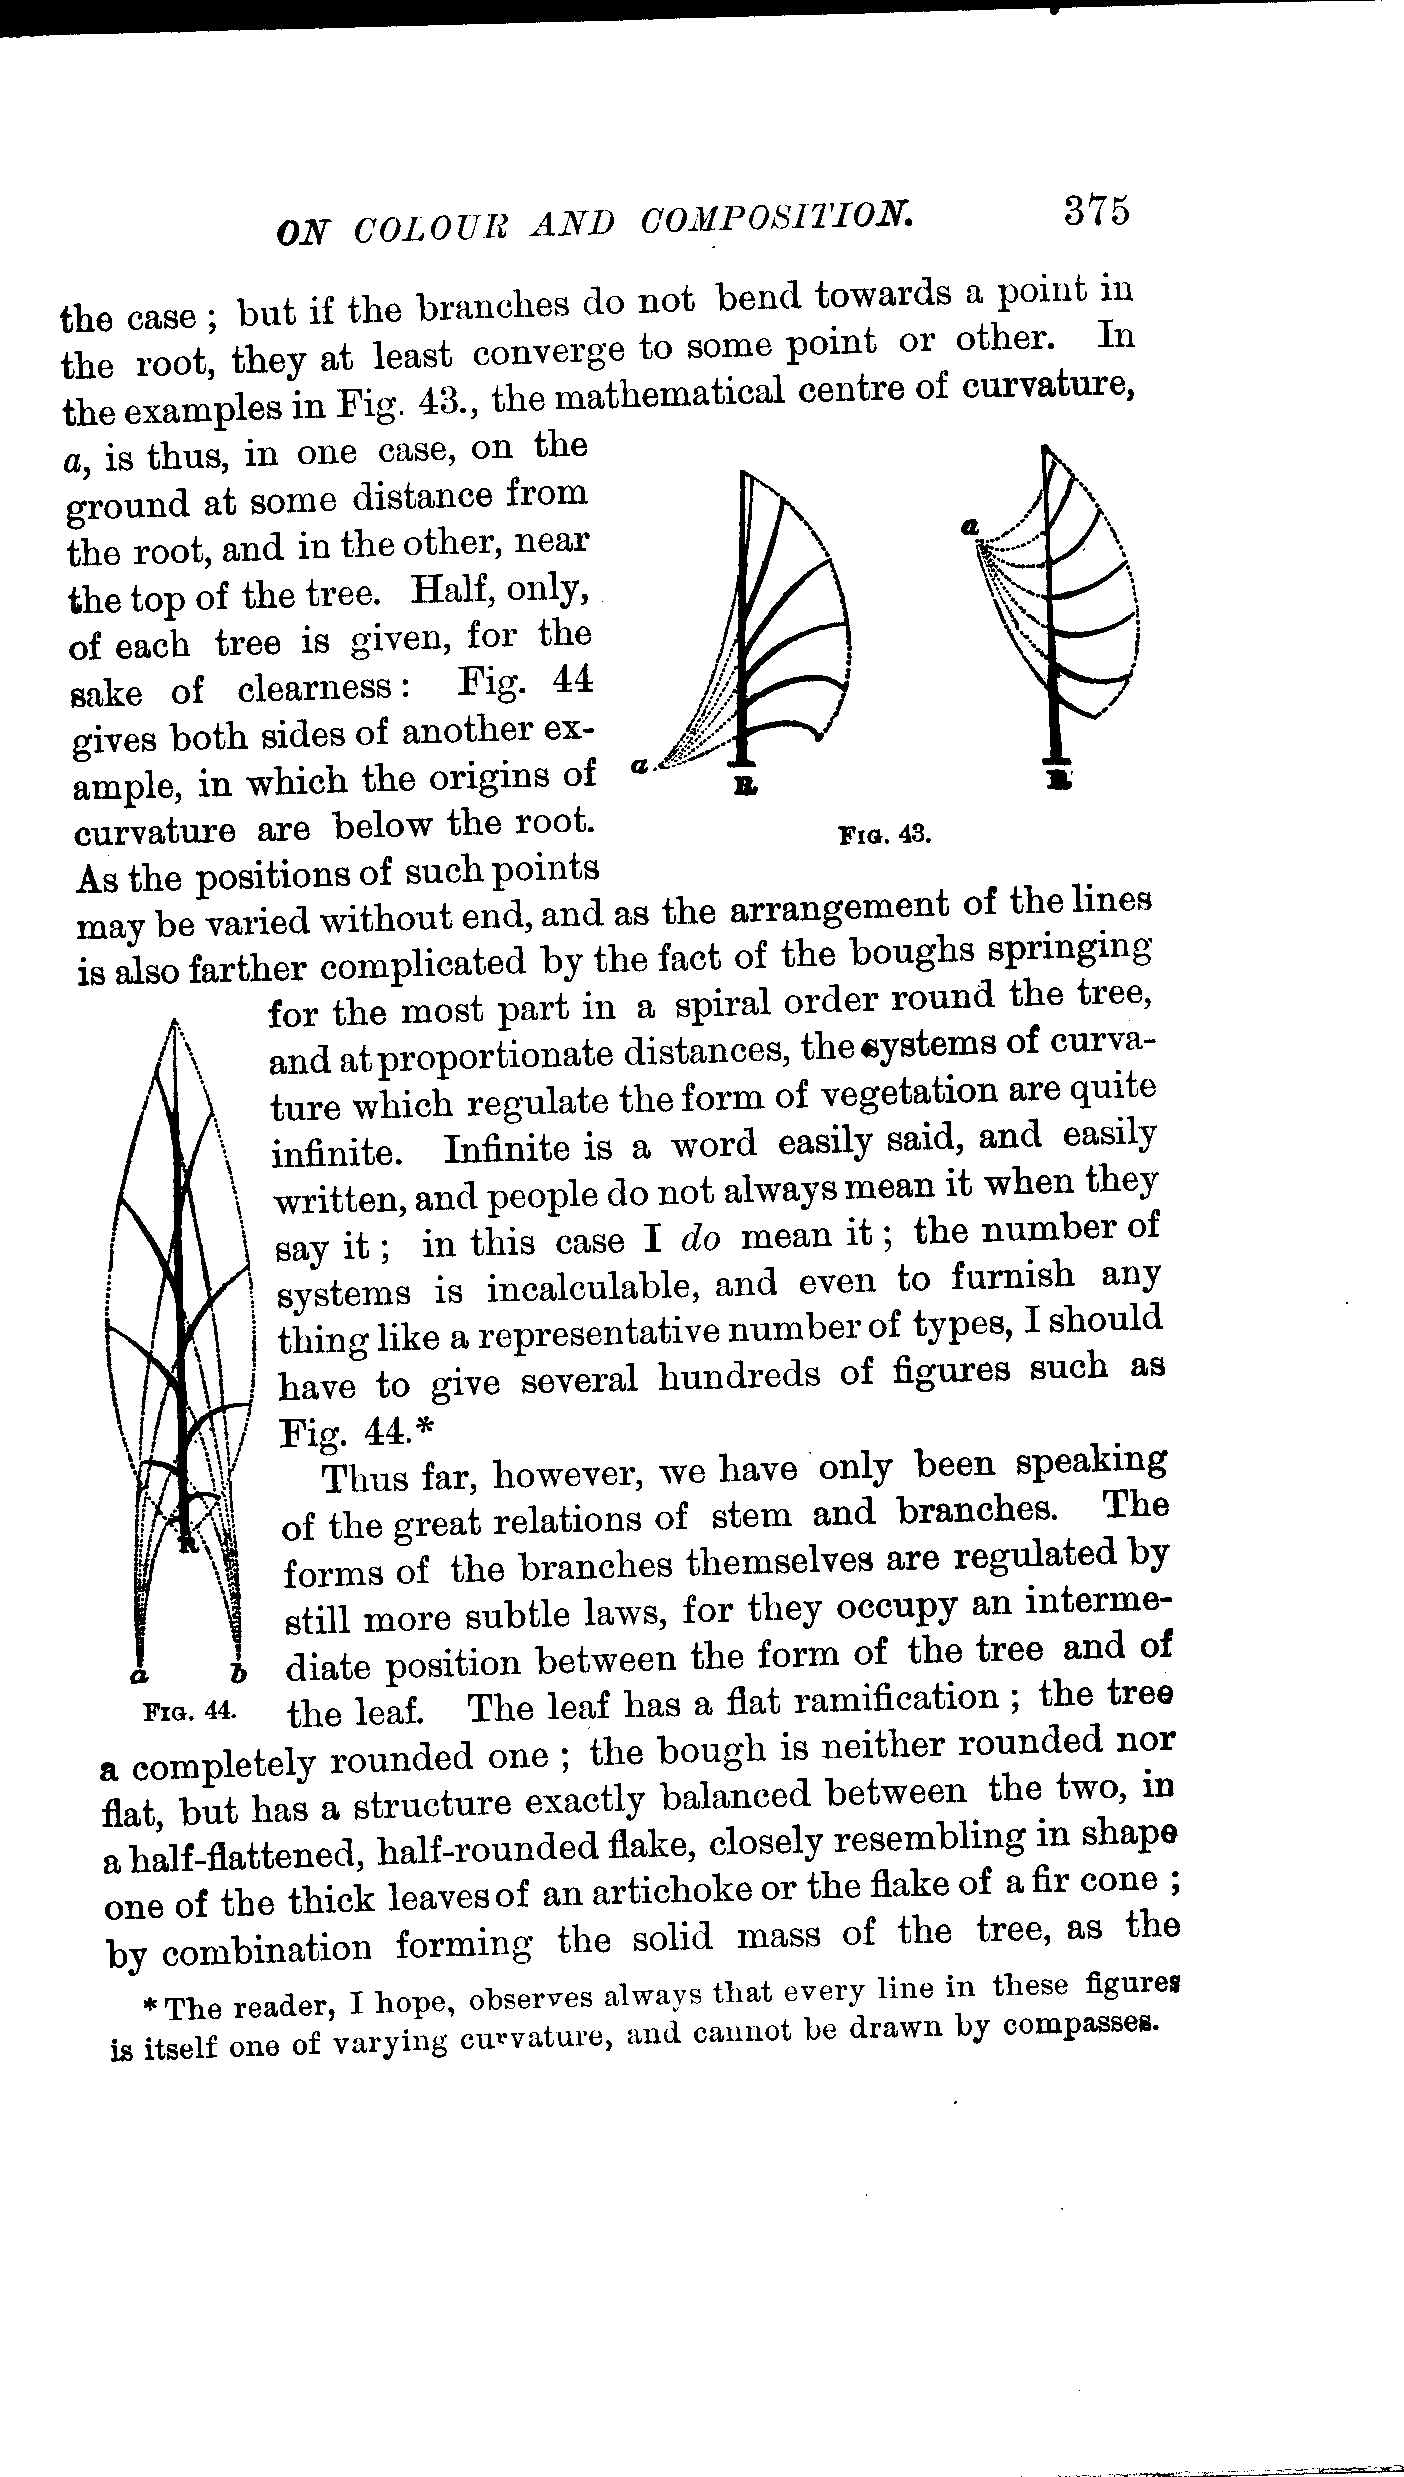 ON COLOUR AND COMPOSITION. 375
the case ; but if the branches do not bend towards a point in
the root, they at least converge to some point or other. In
the examples in Fig. 43., the mathematical centre of curvature,
a, is thus, in one case, on the
ground at some distance from
the root, and in the other, near
the top of the tree. Half, only,
of each tree is given, for the
sake of clearness : Fig. 44
gives both sides of another ex-
ample, in which the origins of
curvature are below the root.
As the positions of such points
a
R
a
R
FIG. 43.
may be varied without end, and as the arrangement of the lines
is also farther complicated by the fact of the boughs springing
for the most part in a spiral order round the tree,
and at proportionate distances, the systems of curva-
ture which regulate the form of vegetation are quite
infinite. Infinite is a word easily said, and easily
written, and people do not always mean it when they
say it ; in this case I do mean it ; the number of
systems is incalculable, and even to furnish any
thing like a representative number of types, I should
have to give several hundreds of figures such as
Fig. 44.*
Thus far, however, we have only been speaking
of the great relations of stem and branches. The
forms of the branches themselves are regulated by
still more subtle laws, for they occupy an interme-
diate position between the form of the tree and of
the leaf. The leaf has a flat ramification ; the tree
R
a b
FIG. 44.
a completely rounded one ; the bough is neither rounded nor
flat, but has a structure exactly balanced between the two, in
a half-flattened, half-rounded flake, closely resembling in shape
one of the thick leaves of an artichoke or the flake of a fir cone ;
by combination forming the solid mass of the tree, as the
* The reader, I hope, observes always that every line in these figures
is itself one of varying curvature, and cannot be drawn by compasses.